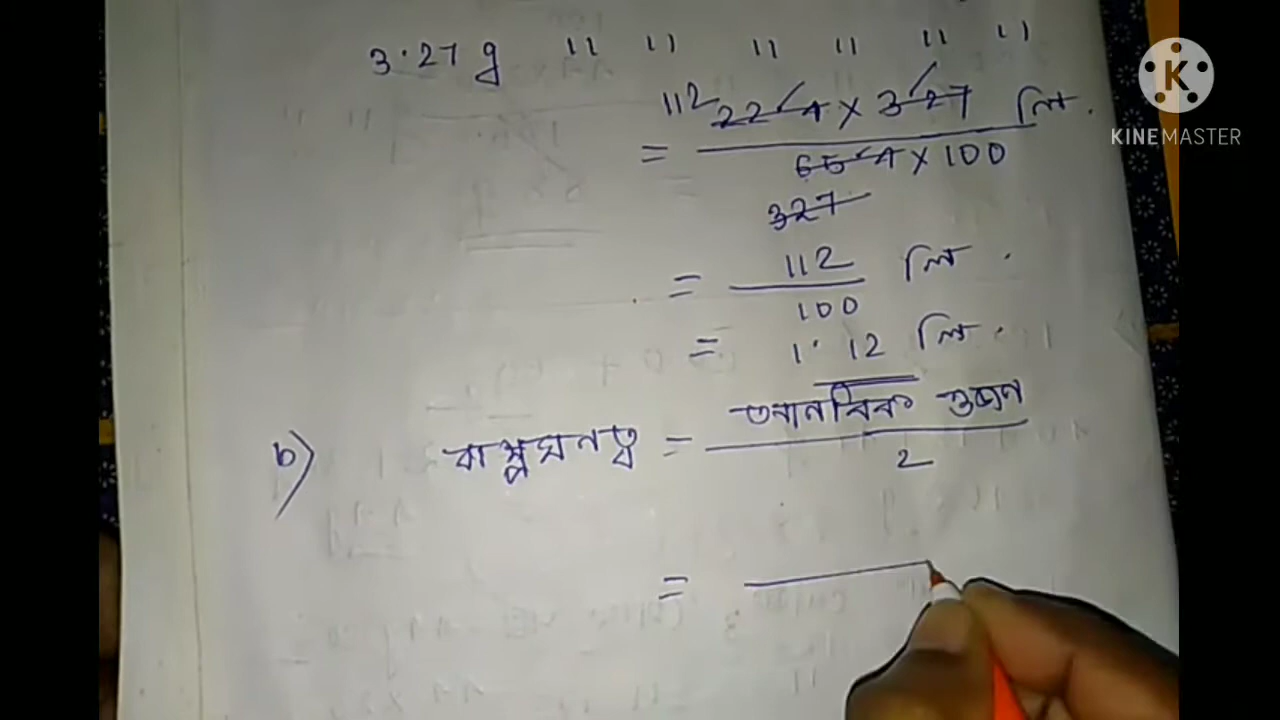 3.27 g " " " " " "
112 22.4 x 3.27 লি.
=
65.4 x 100
327
= 112 লি.
100
= 1.12 লি.
b) বাষ্পঘনত্ব = আনবিক ওজন
2
=
K
KINEMASTER